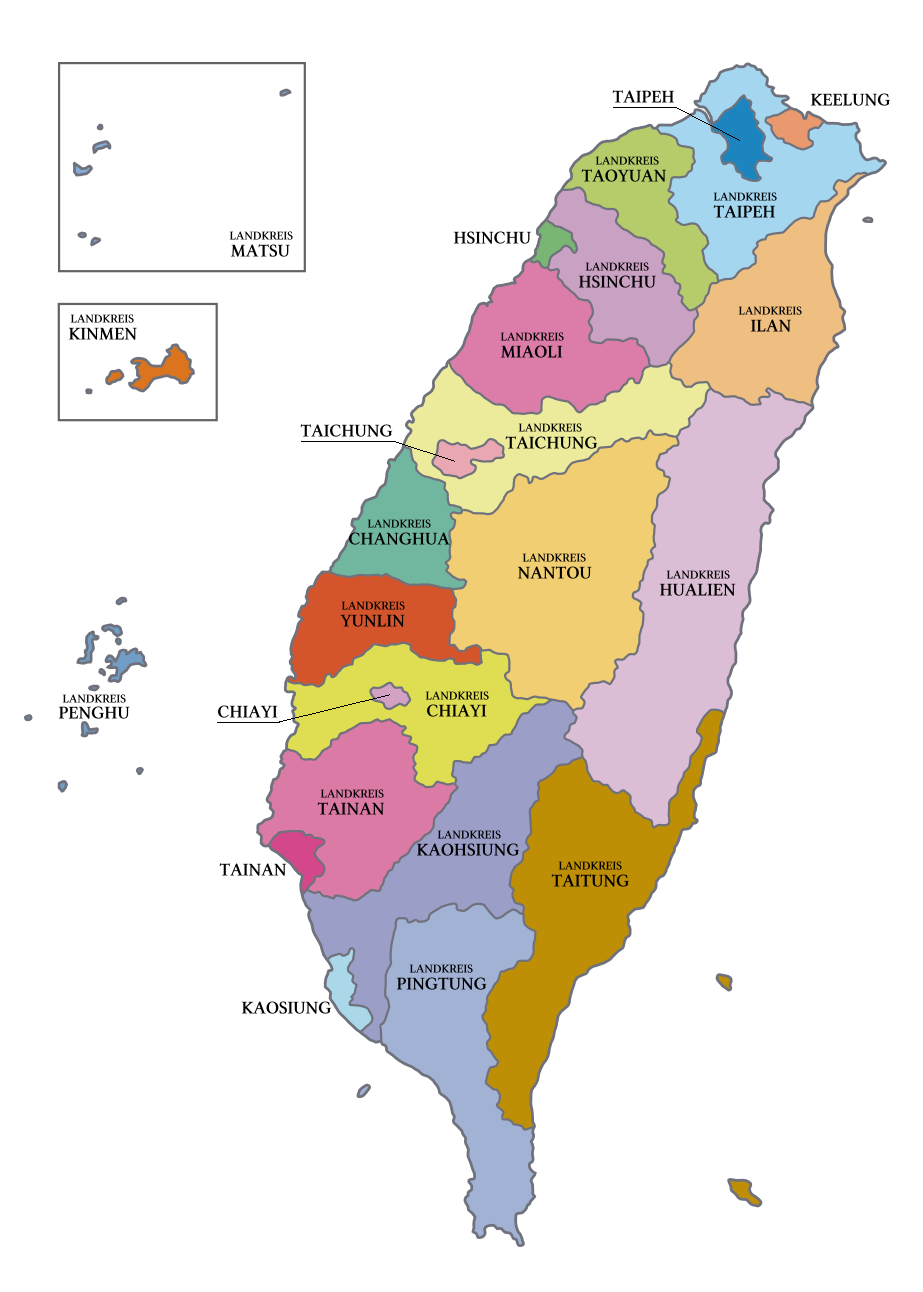 TAIPEH
KEELUNG
LANDKREIS
TAOYUAN
LANDKREIS
TAIPEH
LANDKREIS
MATSU
HSINCHU
LANDKREIS
HSINCHU
LANDKREIS
KINMEN
LANDKREIS
ILAN
LANDKREIS
MIAOLI
TAICHUNG
LANDKREIS
TAICHUNG
LANDKREIS
CHANGHUA
LANDKREIS
NANTOU
LANDKREIS
HUALIEN
LANDKREIS
YUNLIN
LANDKREIS
PENGHU
CHIAYI
LANDKREIS
CHIAYI
LANDKREIS
TAINAN
LANDKREIS
KAOHSIUNG
TAINAN
LANDKREIS
TAITUNG
LANDKREIS
PINGTUNG
KAOSIUNG